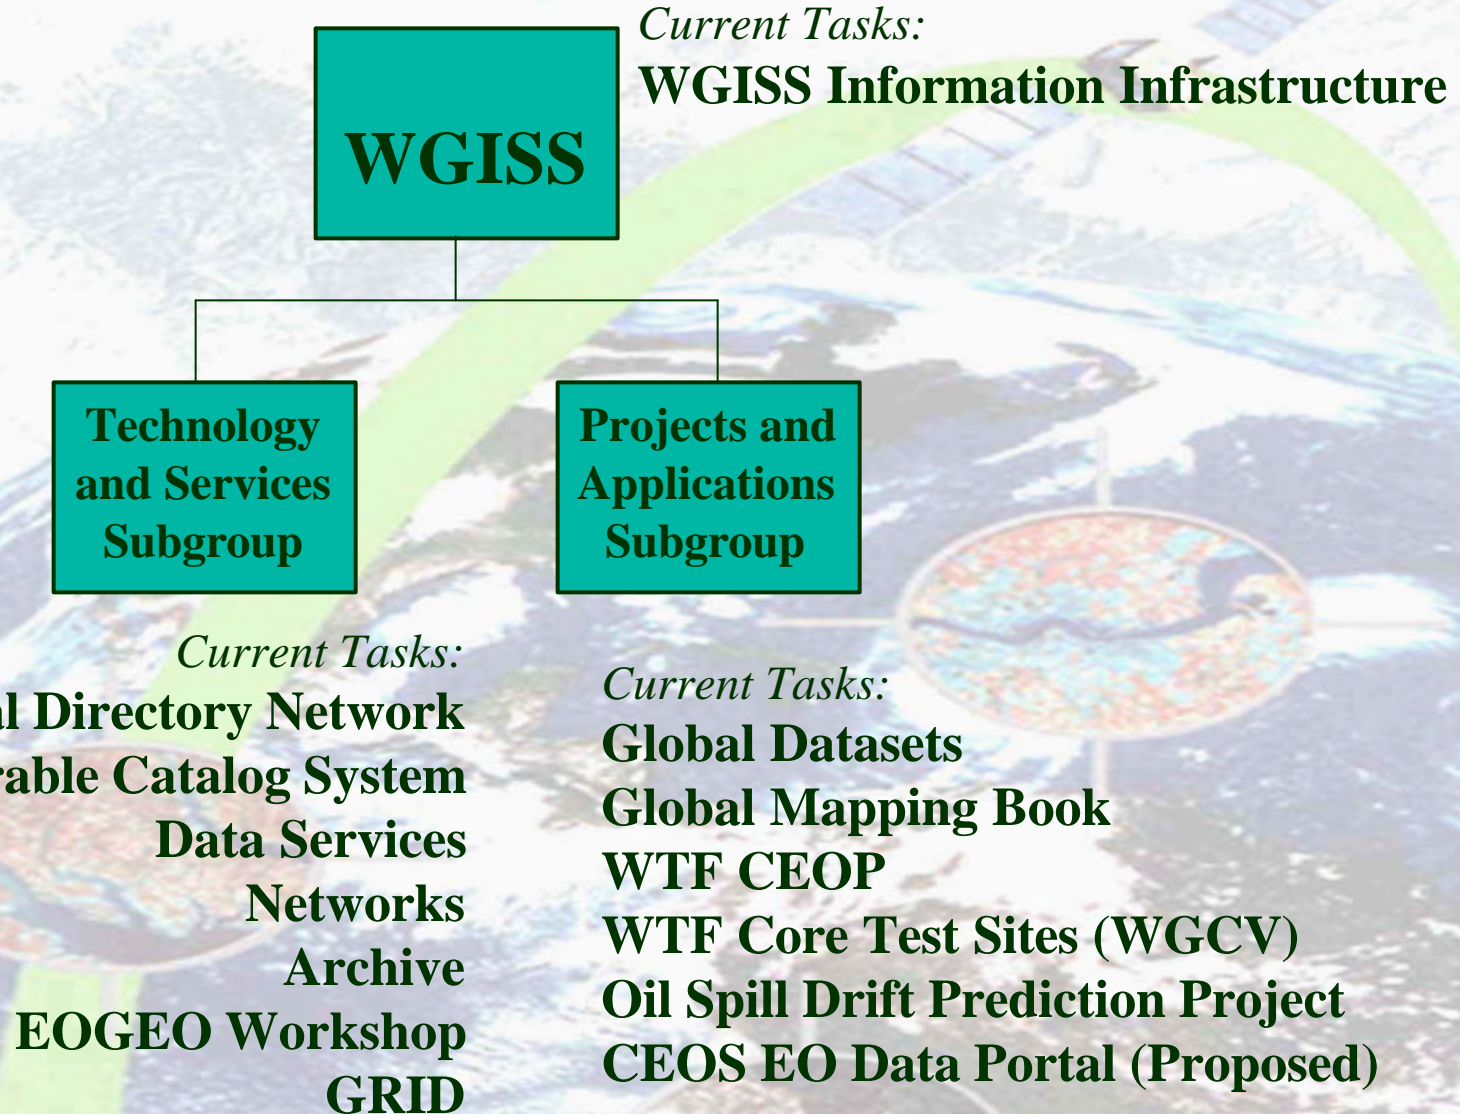 Current Tasks:
WGISS Information Infrastructure
WGISS
Technology
and Services
Subgroup
Projects and
Applications
Subgroup
Current Tasks:
Directory Network
Catalog System
Data Services
Networks
Archive
EOGEO Workshop
GRID
Current Tasks:
Global Datasets
Global Mapping Book
WTF CEOP
WTF Core Test Sites (WGCV)
Oil Spill Drift Prediction Project
CEOS EO Data Portal (Proposed)